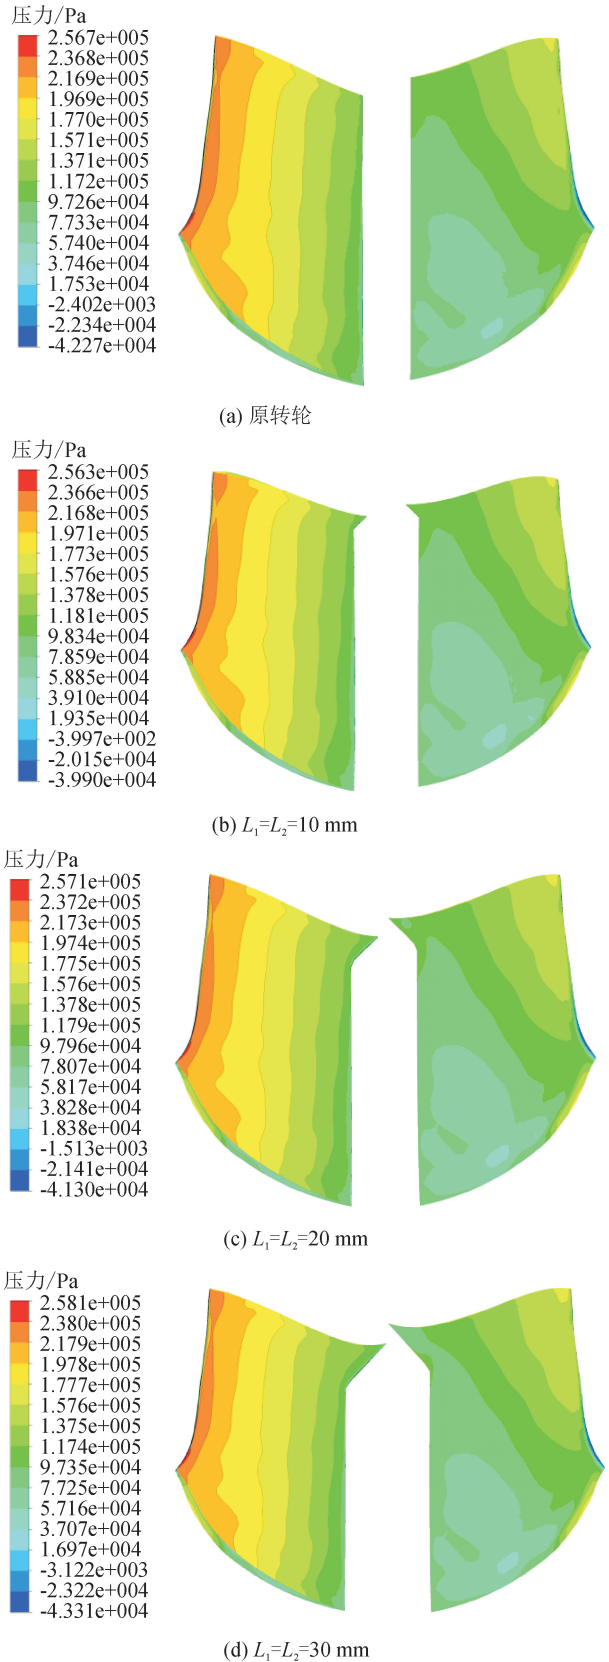 压力/Pa
2.567e+005
2.368e+005
2.169e+005
1.969e+005
1.770e+005
1.571e+005
1.371e+005
1.172e+005
9.726e+004
7.733e+004
5.740e+004
3.746e+004
1.753e+004
-2.402e+003
-2.234e+004
-4.227e+004
(a) 原转轮
压力/Pa
2.563e+005
2.366e+005
2.168e+005
1.971e+005
1.773e+005
1.576e+005
1.378e+005
1.181e+005
9.834e+004
7.859e+004
5.885e+004
3.910e+004
1.935e+004
-3.997e+002
-2.015e+004
-3.990e+004
(b) L₁=L₂=10 mm
压力/Pa
2.571e+005
2.372e+005
2.173e+005
1.974e+005
1.775e+005
1.576e+005
1.378e+005
1.179e+005
9.796e+004
7.807e+004
5.817e+004
3.828e+004
1.838e+004
-1.513e+003
-2.141e+004
-4.130e+004
(c) L₁=L₂=20 mm
压力/Pa
2.581e+005
2.380e+005
2.179e+005
1.978e+005
1.777e+005
1.576e+005
1.375e+005
1.174e+005
9.735e+004
7.725e+004
5.716e+004
3.707e+004
1.697e+004
-3.122e+003
-2.322e+004
-4.331e+004
(d) L₁=L₂=30 mm